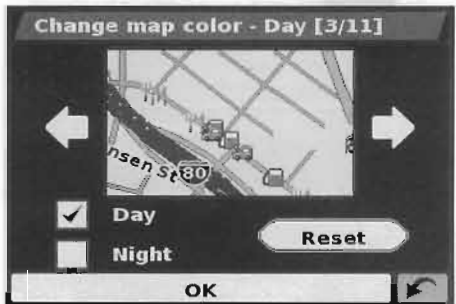 Change map color - Day [3/11]
nsen St
80
Day
Night
Reset
OK